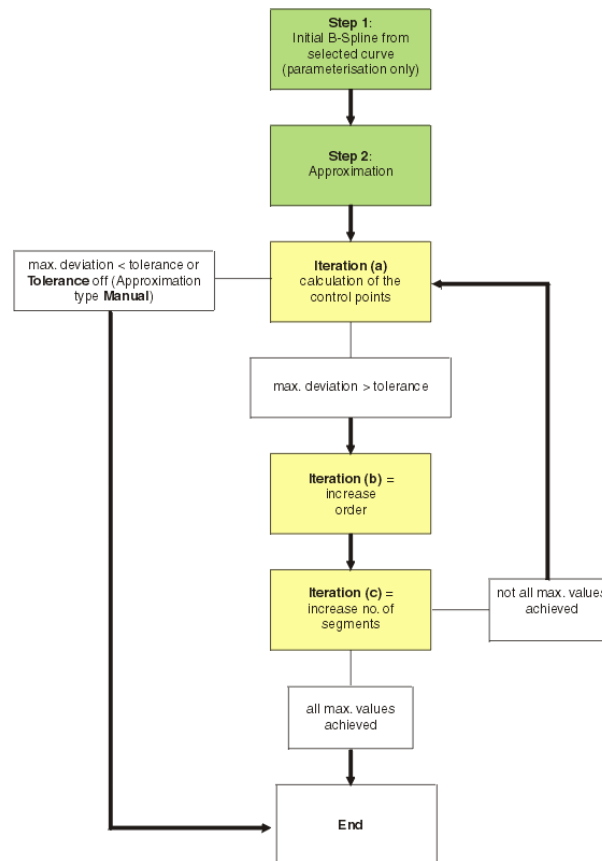 Step 1:
Initial B-Spline from
selected curve
(parameterisation only)
Step 2:
Approximation
max. deviation < tolerance or
Tolerance off (Approximation
type Manual)
Iteration (a)
calculation of the
control points
max. deviation > tolerance
Iteration (b) =
increase
order
Iteration (c) =
increase no. of
segments
not all max. values
achieved
all max. values
achieved
End